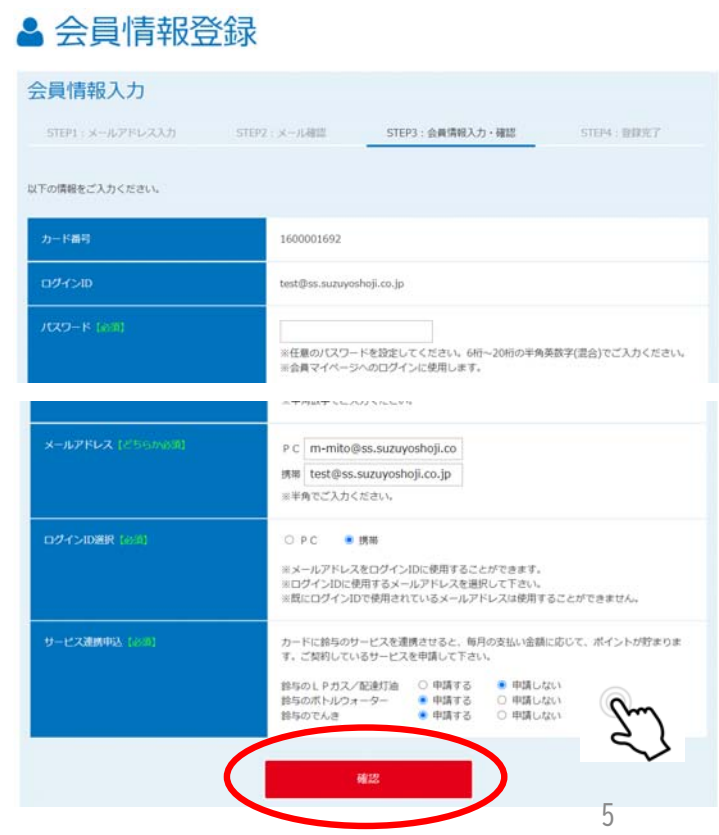 会員情報登録
会員情報入力
STEP1：メールアドレス入力 STEP2：メール確認 STEP3：会員情報入力・確認 STEP4：登録完了
以下の情報をご入力ください。
カード番号 1600001692
ログインID test@ss.suzuyoshoji.co.jp
パスワード【必須】
※任意のパスワードを設定してください。6桁～20桁の半角英数字(混合)でご入力ください。
※会員マイページへのログインに使用します。
メールアドレス【どちらか必須】 ＰＣ m-mito@ss.suzuyoshoji.co
携帯 test@ss.suzuyoshoji.co.jp
※半角でご入力ください。
ログインID選択【必須】 ＰＣ 携帯
※メールアドレスをログインIDに使用することができます。
※ログインIDに使用するメールアドレスを選択して下さい。
※既にログインIDで使用されているメールアドレスは使用することができません。
サービス連携申込【必須】 カードに鈴与のサービスを連携させると、毎月の支払い金額に応じて、ポイントが貯まりま
す。ご契約しているサービスを申請して下さい。
鈴与のＬＰガス／配達灯油 申請する 申請しない
鈴与のボトルウォーター 申請する 申請しない
鈴与のでんき 申請する 申請しない
確認
5